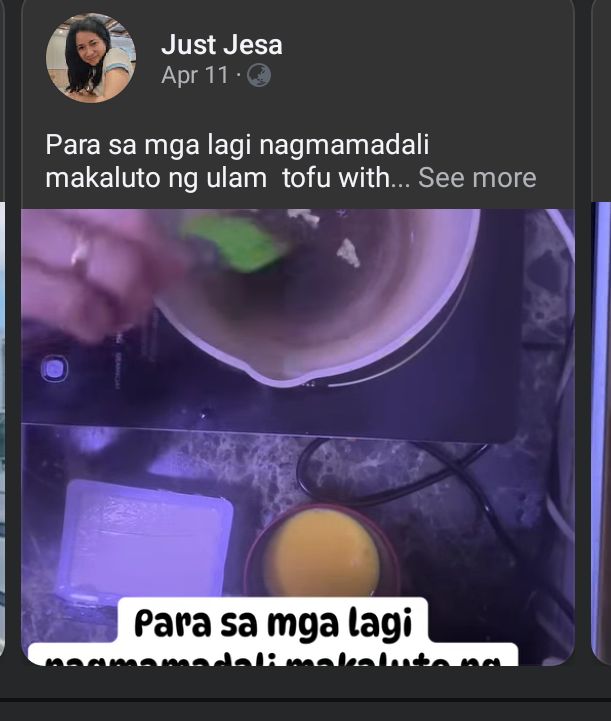 Just Jesa
Apr 11 ·
Para sa mga lagi nagmamadali
makaluto ng ulam tofu with... See more
Para sa mga lagi
nagmamadali makaluto ng